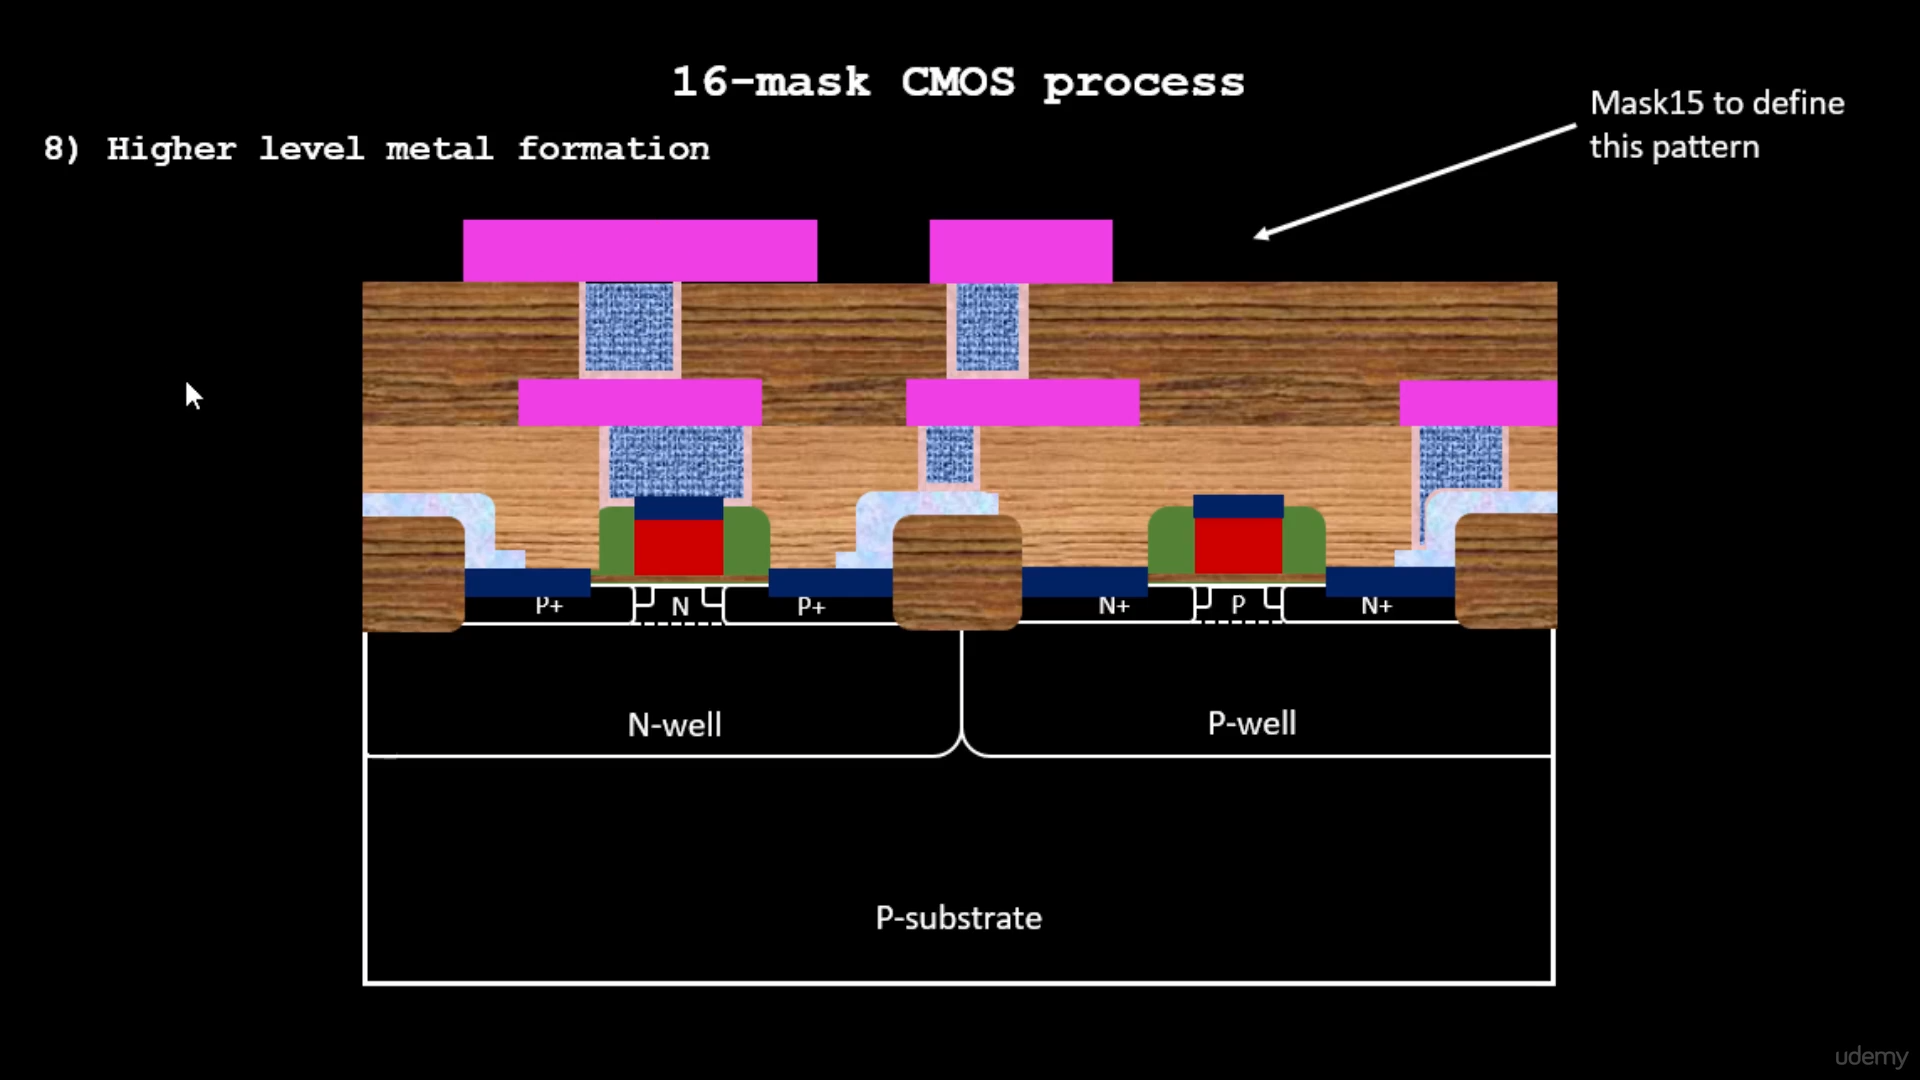 16-mask CMOS process
8) Higher level metal formation
Mask15 to define
this pattern
P+
N
P+
N+
P
N+
N-well
P-well
P-substrate
udemy